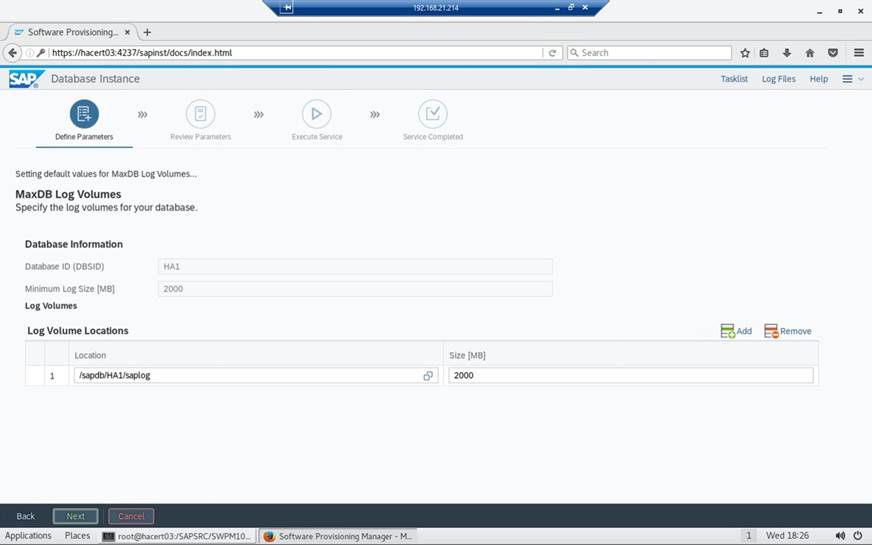 192.168.21.214
Software Provisioning...
https://hacert03:4237/sapinst/docs/index.html
Search
SAP Database Instance
Tasklist Log Files Help
Define Parameters Review Parameters Execute Service Service Completed
Setting default values for MaxDB Log Volumes...
MaxDB Log Volumes
Specify the log volumes for your database.
Database Information
Database ID (DBSID) HA1
Minimum Log Size [MB] 2000
Log Volumes
Log Volume Locations Add Remove
Location Size [MB]
1 /sapdb/HA1/saplog 2000
Back Next Cancel
Applications Places root@hacert03:/SAPSRC/SWPM10... Software Provisioning Manager - M... 1 Wed 18:26